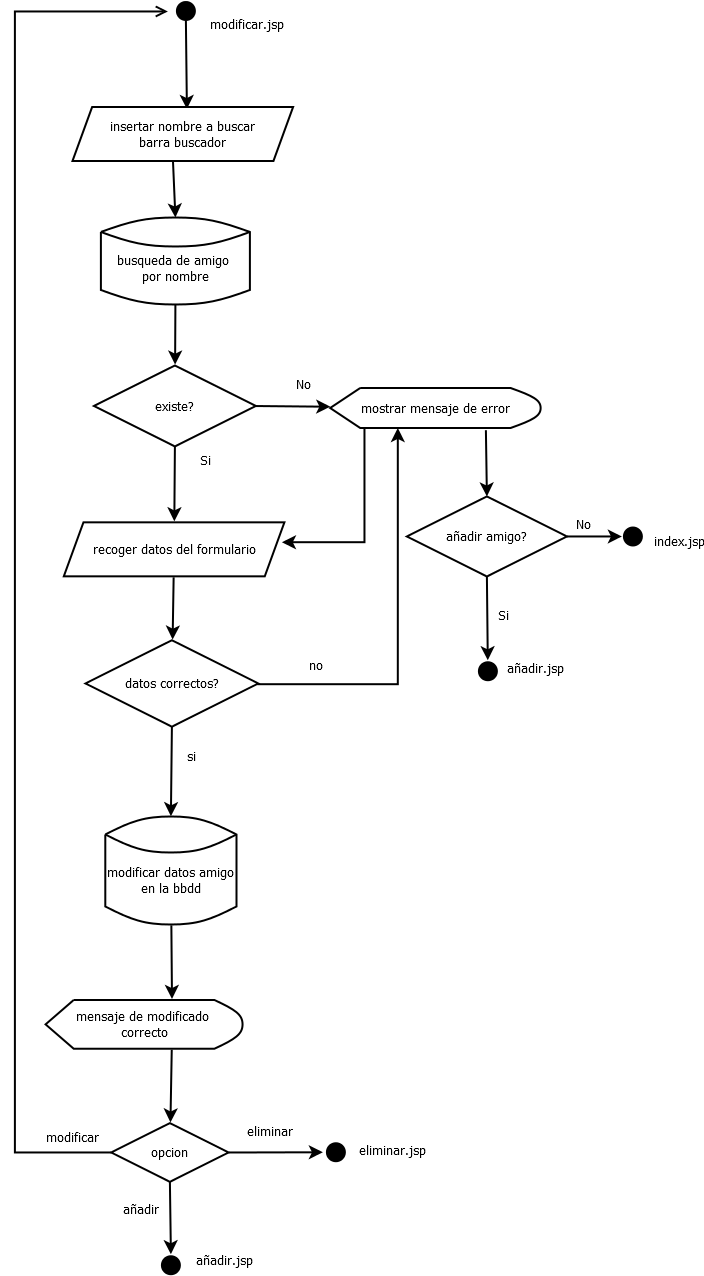 modificar.jsp
insertar nombre a buscar
barra buscador
busqueda de amigo
por nombre
existe?
No
mostrar mensaje de error
Si
recoger datos del formulario
añadir amigo?
No
index.jsp
Si
añadir.jsp
datos correctos?
no
si
modificar datos amigo
en la bbdd
mensaje de modificado
correcto
opcion
modificar
eliminar
eliminar.jsp
añadir
añadir.jsp